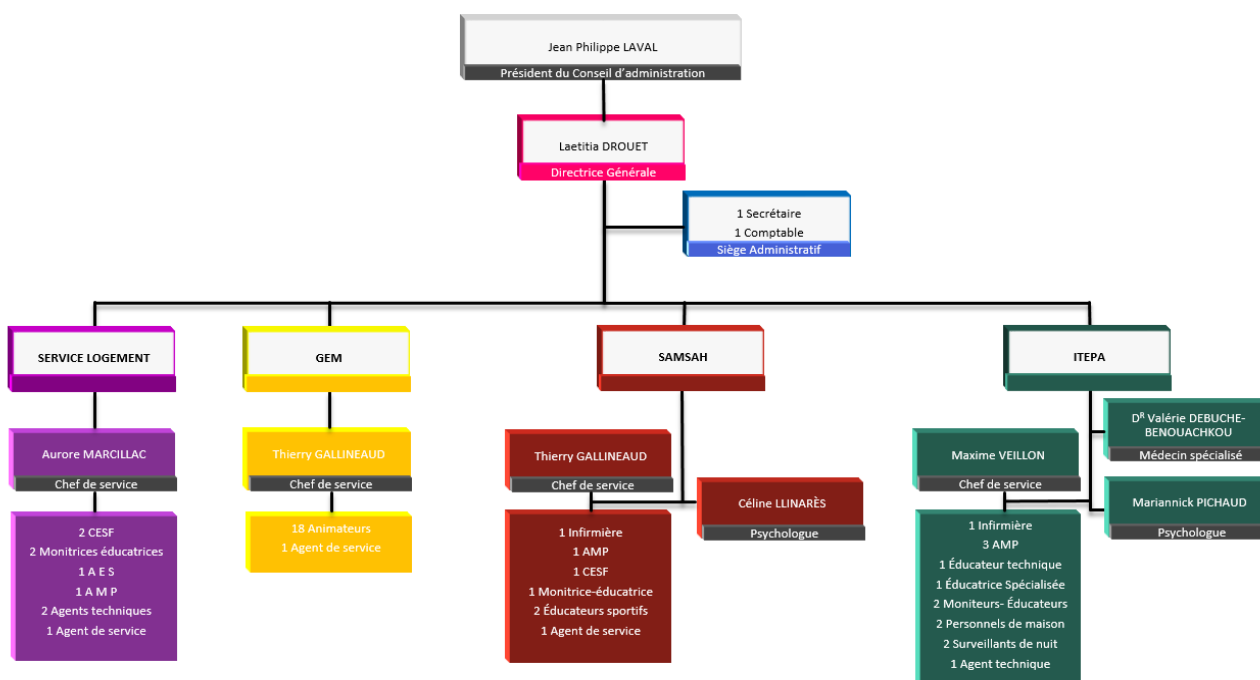 Jean Philippe LAVAL
Président du Conseil d'administration
Laetitia DROUET
Directrice Générale
1 Secrétaire
1 Comptable
Siège Administratif
SERVICE LOGEMENT
Aurore MARCILLAC
Chef de service
2 CESF
2 Monitrices éducatrices
1 A E S
1 A M P
2 Agents techniques
1 Agent de service
GEM
Thierry GALLINEAUD
Chef de service
18 Animateurs
1 Agent de service
SAMSAH
Thierry GALLINEAUD
Chef de service
Céline LLINARÈS
Psychologue
1 Infirmière
1 AMP
1 CESF
1 Monitrice-éducatrice
2 Éducateurs sportifs
1 Agent de service
ITEPA
Dᴿ Valérie DEBUCHE-
BENOUACHKOU
Médecin spécialisé
Maxime VEILLON
Chef de service
Mariannick PICHAUD
Psychologue
1 Infirmière
3 AMP
1 Éducateur technique
1 Éducatrice Spécialisée
2 Moniteurs- Éducateurs
2 Personnels de maison
2 Surveillants de nuit
1 Agent technique